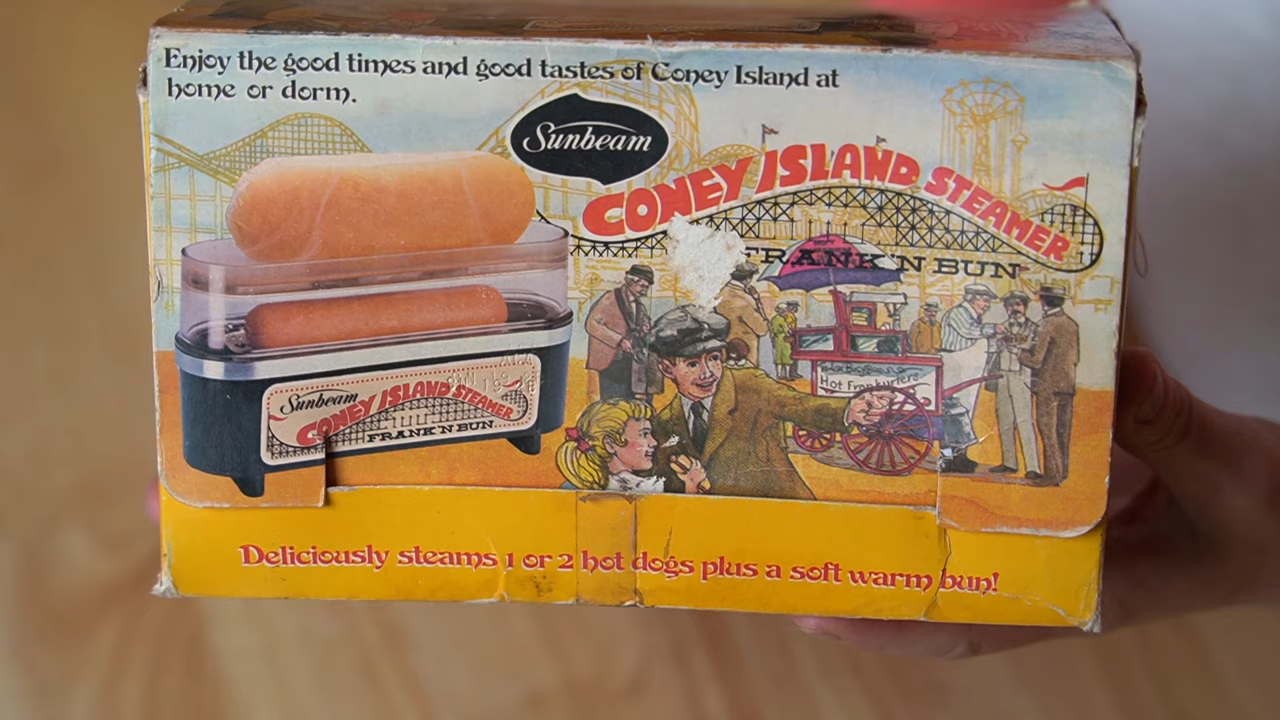 Enjoy the good times and good tastes of Coney Island at
home or dorm.
Sunbeam
CONEY ISLAND STEAMER
FRANK 'N BUN
Hot Frankfurters
Sunbeam
CONEY ISLAND STEAMER
FRANK 'N BUN
Deliciously steams 1 or 2 hot dogs plus a soft warm bun!